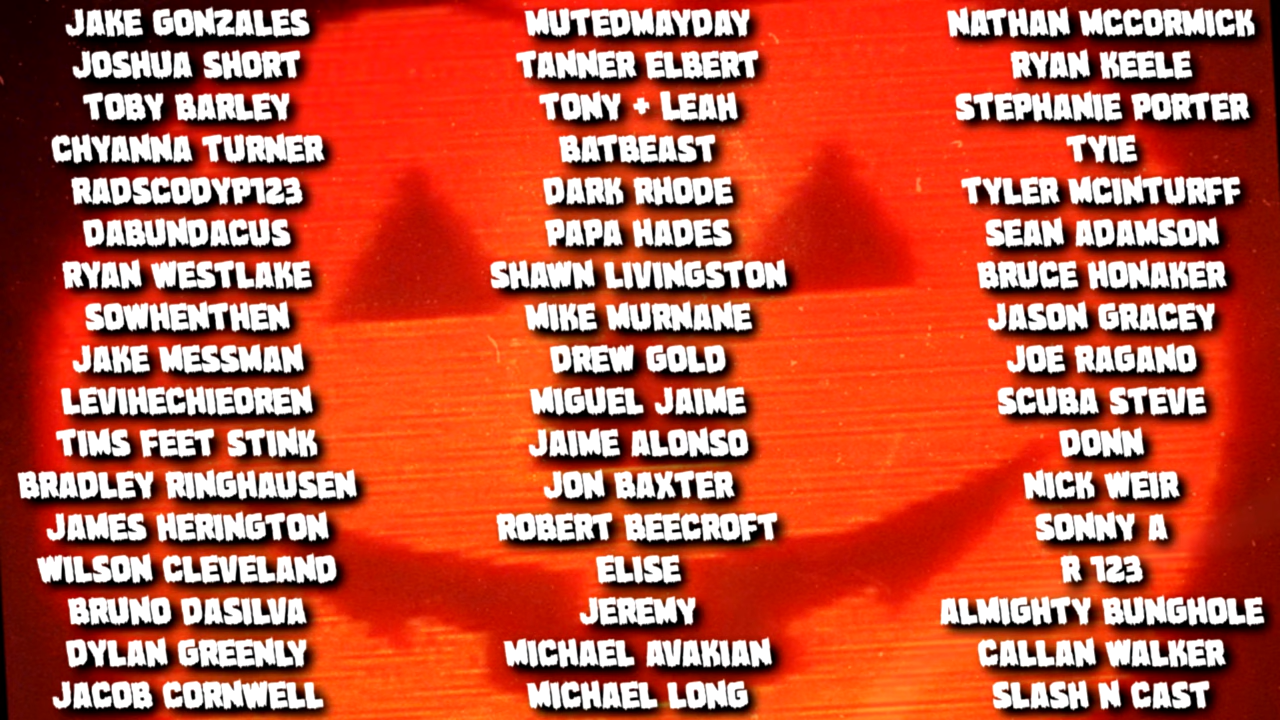 JAKE GONZALES
JOSHUA SHORT
TOBY BARLEY
CHYANNA TURNER
RADSCODYP123
DABUNDACUS
RYAN WESTLAKE
SOWHENTHEN
JAKE MESSMAN
LEVIHECHIEOREN
TIMS FEET STINK
BRADLEY RINGHAUSEN
JAMES HERINGTON
WILSON CLEVELAND
BRUNO DASILVA
DYLAN GREENLY
JACOB CORNWELL
MUTEDMAYDAY
TANNER ELBERT
TONY + LEAH
BATBEAST
DARK RHODE
PAPA HADES
SHAWN LIVINGSTON
MIKE MURNANE
DREW GOLD
MIGUEL JAIME
JAIME ALONSO
JON BAXTER
ROBERT BEECROFT
ELISE
JEREMY
MICHAEL AVAKIAN
MICHAEL LONG
NATHAN MCCORMICK
RYAN KEELE
STEPHANIE PORTER
TYIE
TYLER MCINTURFF
SEAN ADAMSON
BRUCE HONAKER
JASON GRACEY
JOE RAGANO
SCUBA STEVE
DONN
NICK WEIR
SONNY A
R 123
ALMIGHTY BUNGHOLE
CALLAN WALKER
SLASH N CAST